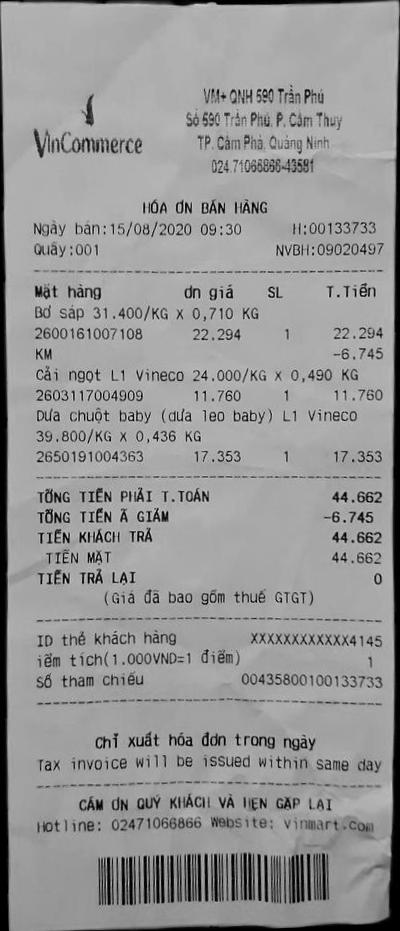 VinCommerce
VM+ QNH 590 Trần Phú
Số 590 Trần Phú, P. Cẩm Thuy
TP. Cẩm Phả, Quảng Ninh
024.71066866-43581
HÓA ƠN BÁN HÀNG
Ngày bán:15/08/2020 09:30 H:00133733
Quầy:001 NVBH:09020497
Mặt hàng ơn giá SL T.Tiền
Bơ sáp 31.400/KG X 0,710 KG
2600161007108 22.294 1 22.294
KM -6.745
Cải ngọt L1 Vineco 24.000/KG X 0,490 KG
2603117004909 11.760 1 11.760
Dưa chuột baby (dưa leo baby) L1 Vineco
39.800/KG X 0,436 KG
2650191004363 17.353 1 17.353
TỔNG TIỀN PHẢI T.TOÁN 44.662
TỔNG TIỀN Ã GIẢM -6.745
TIỀN KHÁCH TRẢ 44.662
TIỀN MẶT 44.662
TIỀN TRẢ LẠI 0
(Giá đã bao gồm thuế GTGT)
ID thẻ khách hàng XXXXXXXXXXXX4145
iểm tích(1.000VND=1 điểm) 1
Số tham chiếu 00435800100133733
Chỉ xuất hóa đơn trong ngày
Tax invoice will be issued within same day
CẢM ƠN QUÝ KHÁCH VÀ HẸN GẶP LẠI
Hotline: 02471066866 Website: vinmart.com